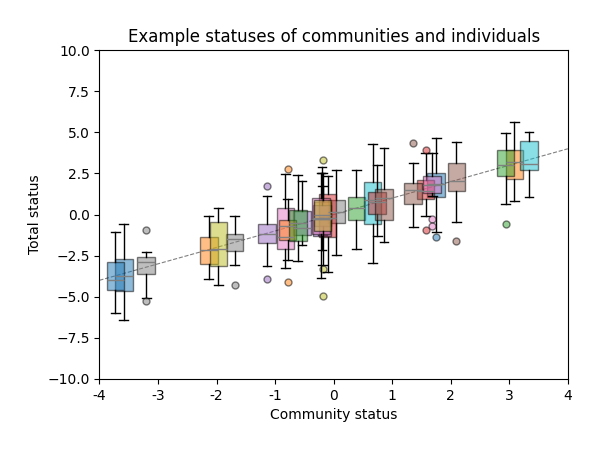 Example statuses of communities and individuals
10.0
7.5
5.0
2.5
0.0
−2.5
−5.0
−7.5
−10.0
Total status
-4 -3 -2 -1 0 1 2 3 4
Community status